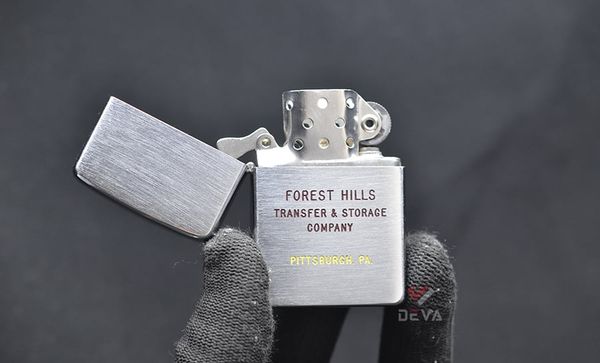 FOREST HILLS
TRANSFER & STORAGE
COMPANY
PITTSBURGH, PA.
DEVA